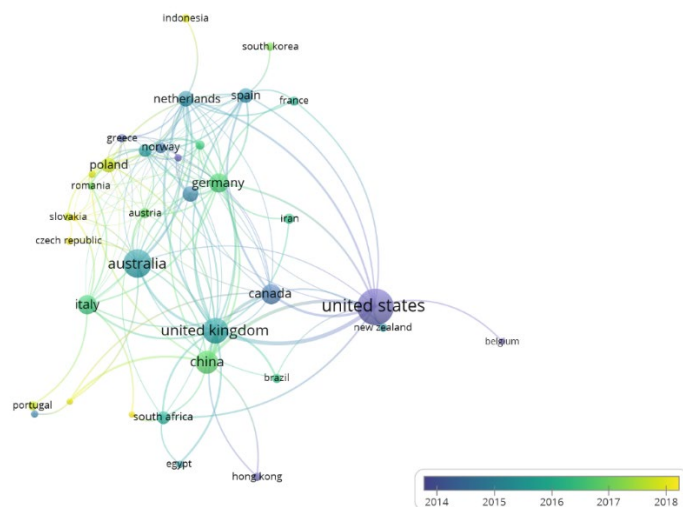 indonesia
south korea
netherlands
spain
france
greece
norway
poland
germany
romania
slovakia
austria
iran
czech republic
australia
canada
italy
united states
united kingdom
new zealand
belgium
china
brazil
portugal
south africa
egypt
hong kong
2014 2015 2016 2017 2018